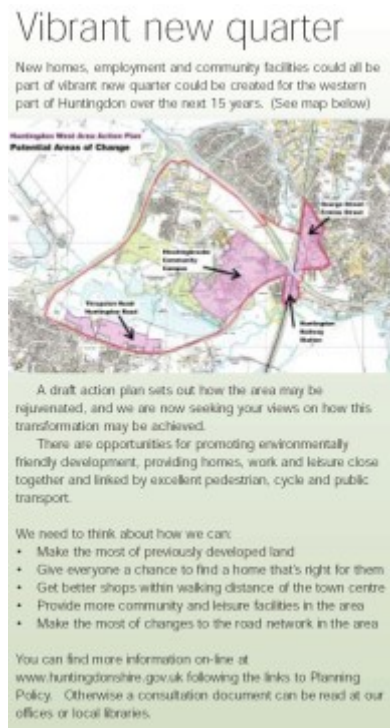 Vibrant new quarter
New homes, employment and community facilities could all be
part of vibrant new quarter could be created for the western
part of Huntingdon over the next 15 years. (See map below)
Huntingdon West Area Action Plan
Potential Areas of Change
George Street
Ermine Street
Hinchingbrooke
Community
Campus
Thrapston Road
Huntingdon Road
Huntingdon
Railway
Station
A draft action plan sets out how the area may be
rejuvenated, and we are now seeking your views on how this
transformation may be achieved.
There are opportunities for promoting environmentally
friendly development, providing homes, work and leisure close
together and linked by excellent pedestrian, cycle and public
transport.
We need to think about how we can:
• Make the most of previously developed land
• Give everyone a chance to find a home that's right for them
• Get better shops within walking distance of the town centre
• Provide more community and leisure facilities in the area
• Make the most of changes to the road network in the area
You can find more information on-line at
www.huntingdonshire.gov.uk following the links to Planning
Policy. Otherwise a consultation document can be read at our
offices or local libraries.